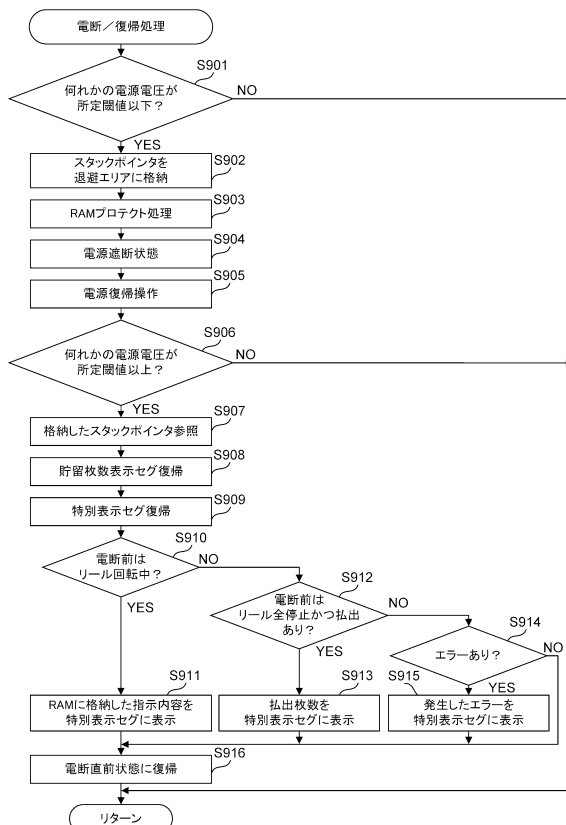 電断／復帰処理
S901
何れかの電源電圧が
所定閾値以下？
NO
YES
S902
スタックポインタを
退避エリアに格納
S903
RAMプロテクト処理
S904
電源遮断状態
S905
電源復帰操作
S906
何れかの電源電圧が
所定閾値以上？
NO
YES
S907
格納したスタックポインタ参照
S908
貯留枚数表示セグ復帰
S909
特別表示セグ復帰
S910
電断前は
リール回転中？
NO
YES
S912
電断前は
リール全停止かつ払出
あり？
NO
YES
S914
エラーあり？
NO
YES
S911
RAMに格納した指示内容を
特別表示セグに表示
S913
払出枚数を
特別表示セグに表示
S915
発生したエラーを
特別表示セグに表示
S916
電断直前状態に復帰
リターン